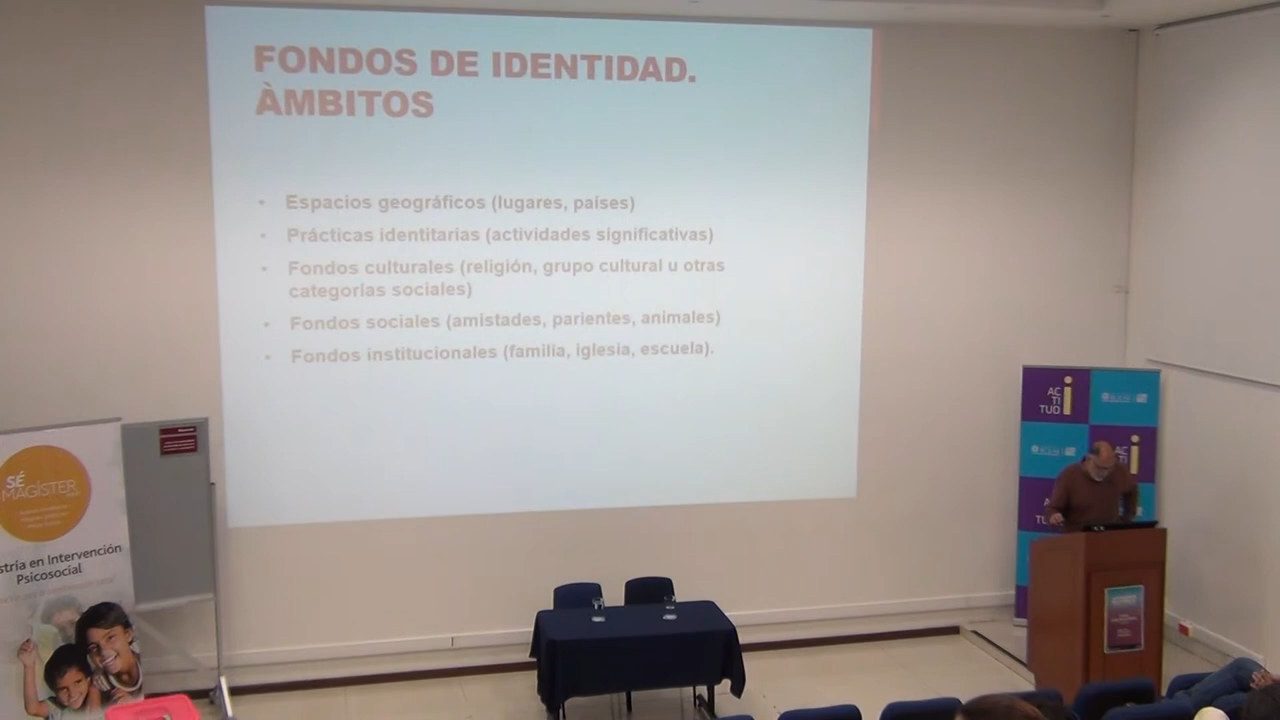 FONDOS DE IDENTIDAD.
ÀMBITOS
• Espacios geográficos (lugares, países)
• Prácticas identitarias (actividades significativas)
• Fondos culturales (religión, grupo cultural u otras
categorías sociales)
• Fondos sociales (amistades, parientes, animales)
• Fondos institucionales (familia, iglesia, escuela).
SÉ
MAGÍSTER
stría en Intervención
Psicosocial
AC
TI
TUD
i
AC
TI
i